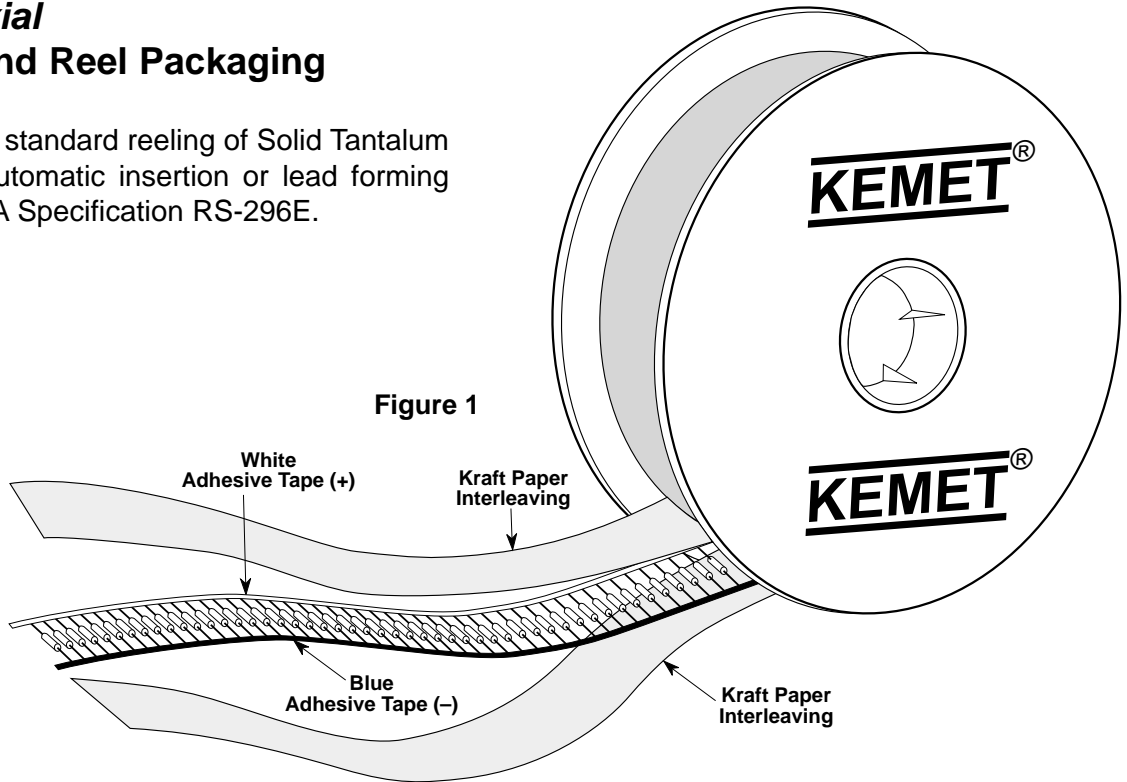 nd Reel Packaging
standard reeling of Solid Tantalum
utomatic insertion or lead forming
A Specification RS-296E.
KEMET®
Figure 1
White
Adhesive Tape (+)
Kraft Paper
Interleaving
KEMET®
Blue
Adhesive Tape (–)
Kraft Paper
Interleaving